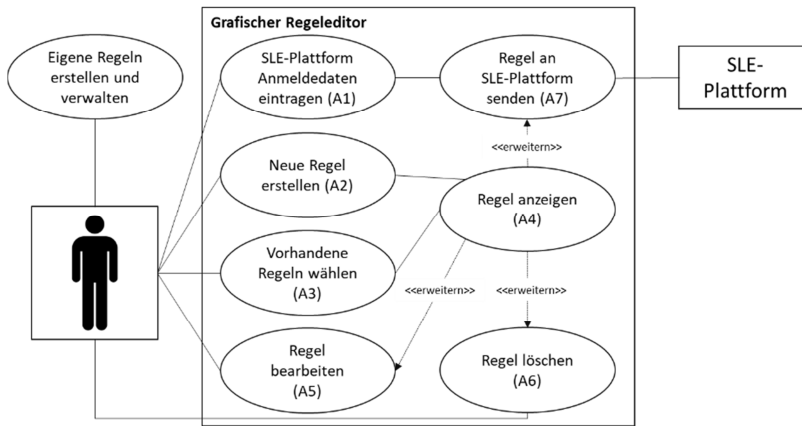 Grafischer Regeleditor
Eigene Regeln
erstellen und
verwalten
SLE-Plattform
Anmeldedaten
eintragen (A1)
Regel an
SLE-Plattform
senden (A7)
SLE-
Plattform
<<erweitern>>
Neue Regel
erstellen (A2)
Regel anzeigen
(A4)
Vorhandene
Regeln wählen
(A3)
<<erweitern>>
<<erweitern>>
Regel
bearbeiten
(A5)
Regel löschen
(A6)